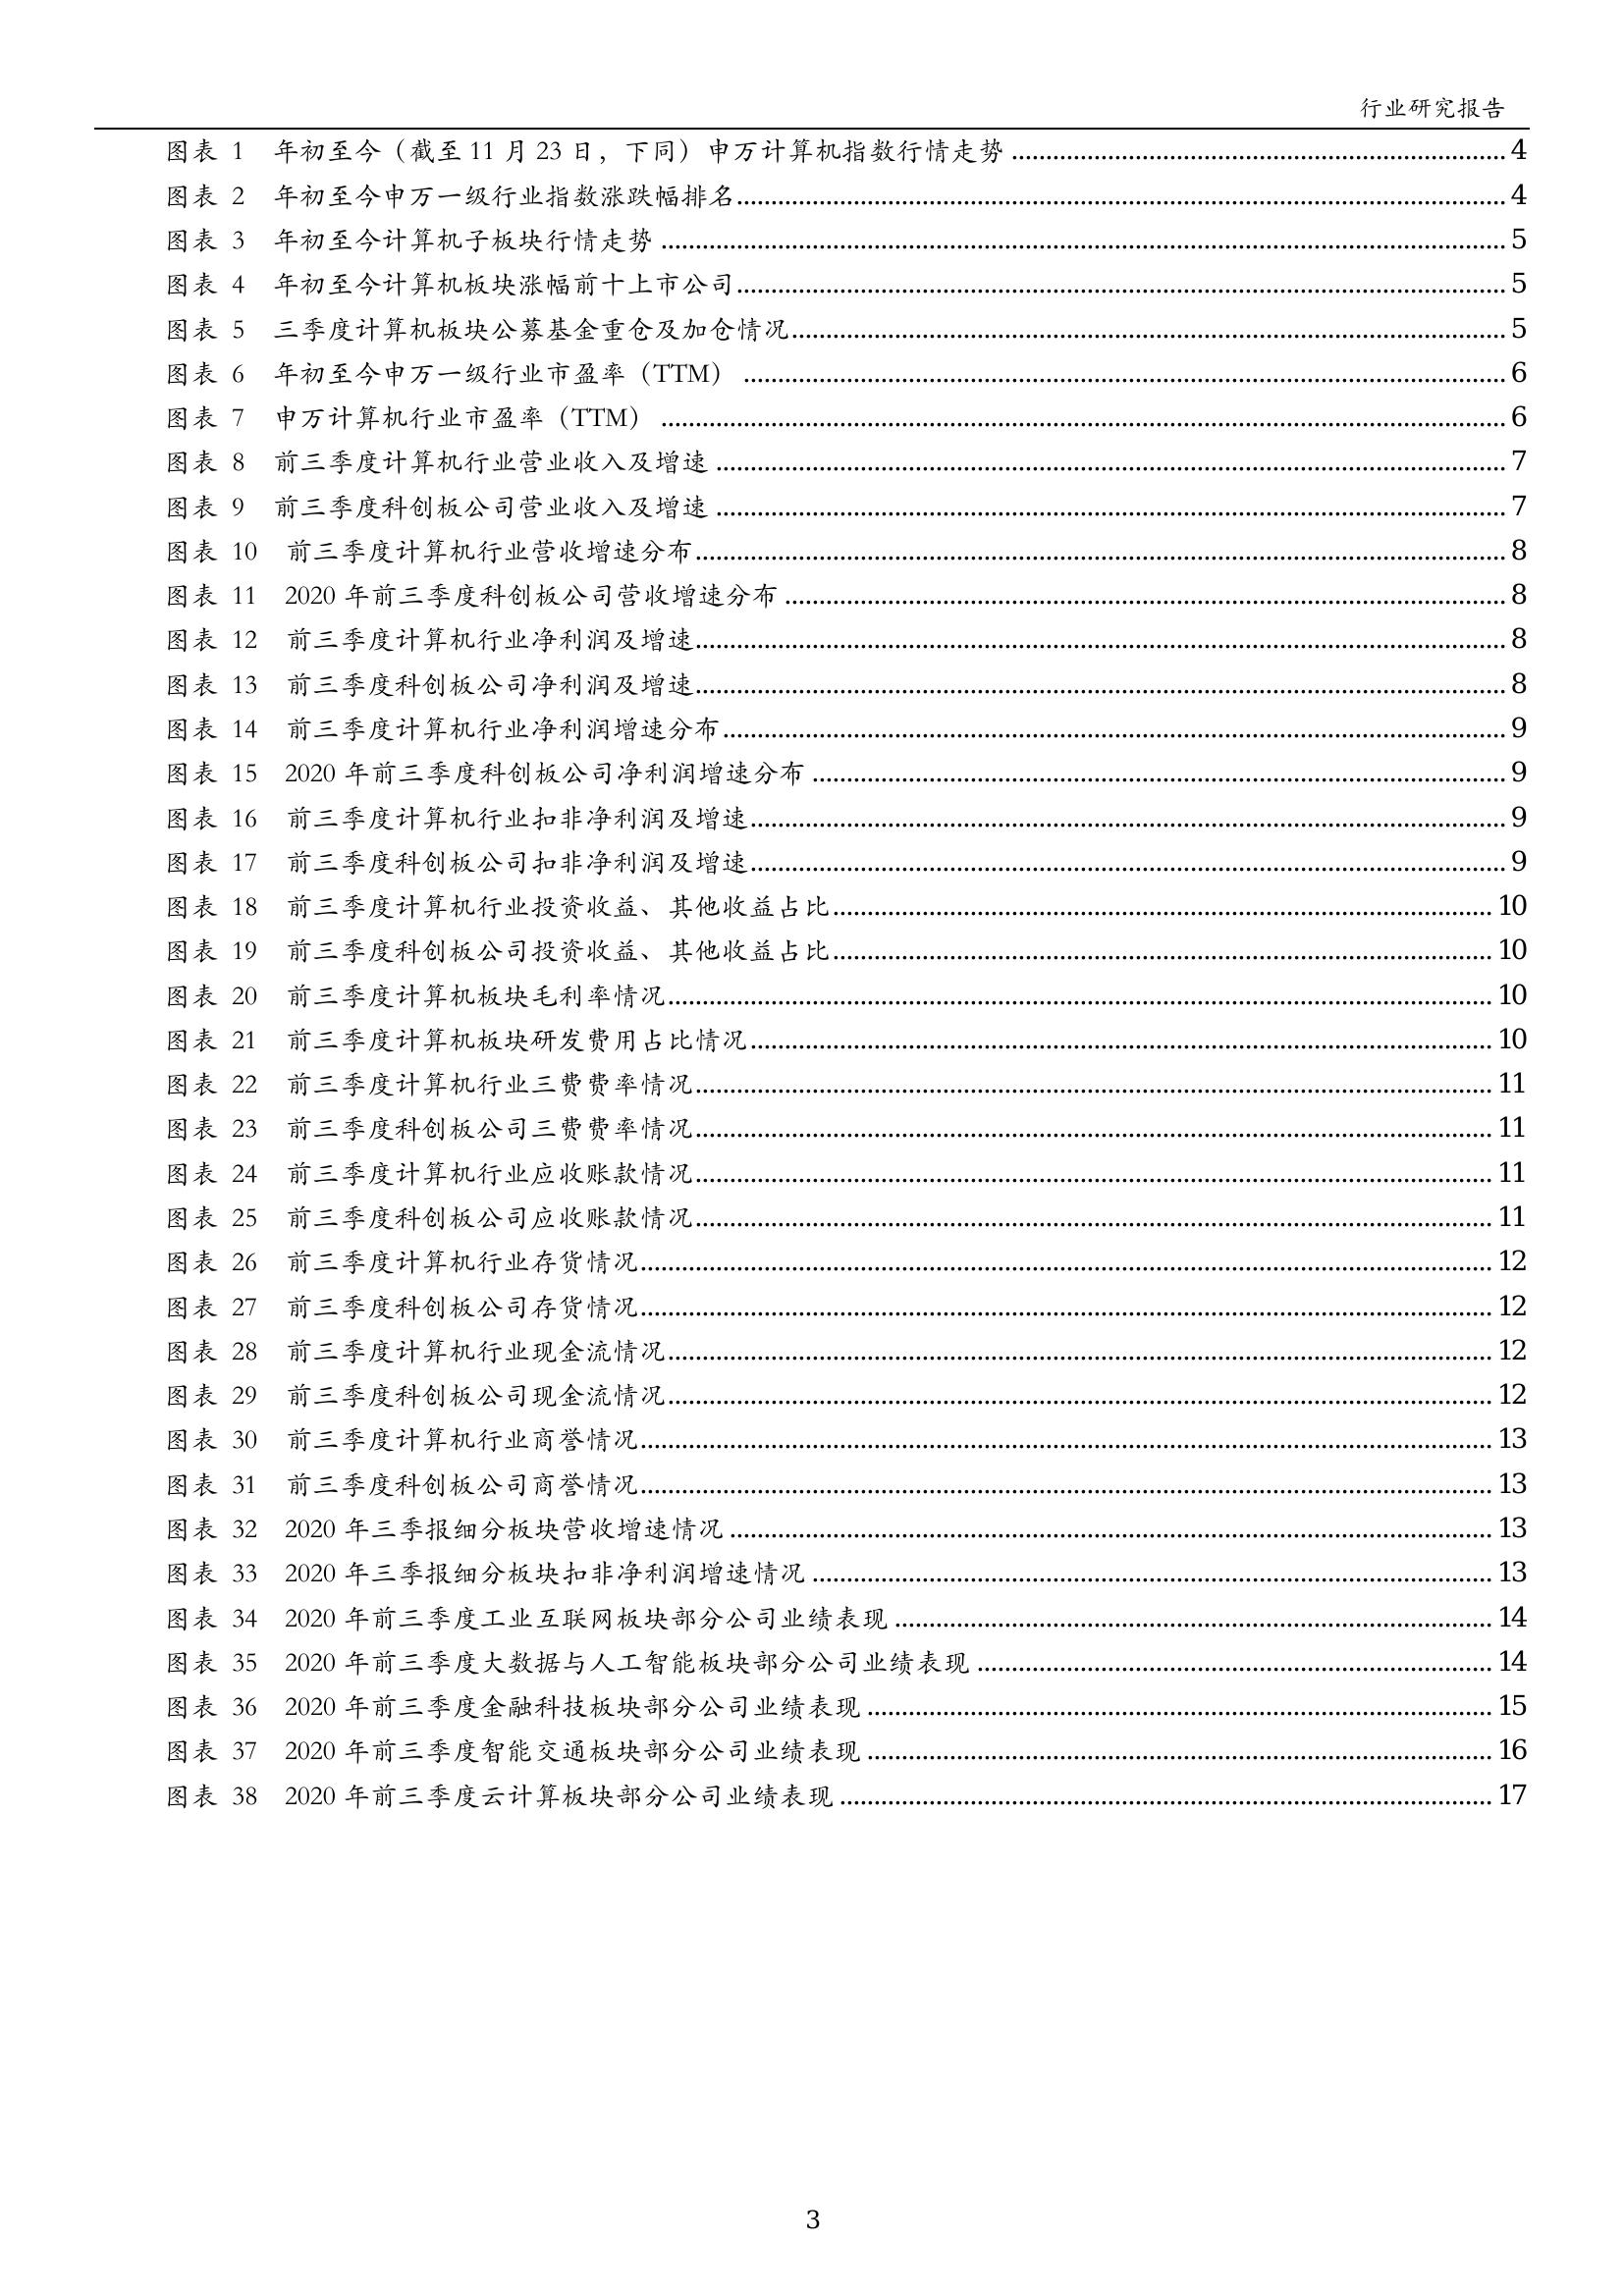 行业研究报告
图表 1 年初至今（截至 11 月 23 日，下同）申万计算机指数行情走势 ........ 4
图表 2 年初至今申万一级行业指数涨跌幅排名 ........ 4
图表 3 年初至今计算机子板块行情走势 ........ 5
图表 4 年初至今计算机板块涨幅前十上市公司 ........ 5
图表 5 三季度计算机板块公募基金重仓及加仓情况 ........ 5
图表 6 年初至今申万一级行业市盈率（TTM） ........ 6
图表 7 申万计算机行业市盈率（TTM） ........ 6
图表 8 前三季度计算机行业营业收入及增速 ........ 7
图表 9 前三季度科创板公司营业收入及增速 ........ 7
图表 10 前三季度计算机行业营收增速分布 ........ 8
图表 11 2020 年前三季度科创板公司营收增速分布 ........ 8
图表 12 前三季度计算机行业净利润及增速 ........ 8
图表 13 前三季度科创板公司净利润及增速 ........ 8
图表 14 前三季度计算机行业净利润增速分布 ........ 9
图表 15 2020 年前三季度科创板公司净利润增速分布 ........ 9
图表 16 前三季度计算机行业扣非净利润及增速 ........ 9
图表 17 前三季度科创板公司扣非净利润及增速 ........ 9
图表 18 前三季度计算机行业投资收益、其他收益占比 ........ 10
图表 19 前三季度科创板公司投资收益、其他收益占比 ........ 10
图表 20 前三季度计算机板块毛利率情况 ........ 10
图表 21 前三季度计算机板块研发费用占比情况 ........ 10
图表 22 前三季度计算机行业三费费率情况 ........ 11
图表 23 前三季度科创板公司三费费率情况 ........ 11
图表 24 前三季度计算机行业应收账款情况 ........ 11
图表 25 前三季度科创板公司应收账款情况 ........ 11
图表 26 前三季度计算机行业存货情况 ........ 12
图表 27 前三季度科创板公司存货情况 ........ 12
图表 28 前三季度计算机行业现金流情况 ........ 12
图表 29 前三季度科创板公司现金流情况 ........ 12
图表 30 前三季度计算机行业商誉情况 ........ 13
图表 31 前三季度科创板公司商誉情况 ........ 13
图表 32 2020 年三季报细分板块营收增速情况 ........ 13
图表 33 2020 年三季报细分板块扣非净利润增速情况 ........ 13
图表 34 2020 年前三季度工业互联网板块部分公司业绩表现 ........ 14
图表 35 2020 年前三季度大数据与人工智能板块部分公司业绩表现 ........ 14
图表 36 2020 年前三季度金融科技板块部分公司业绩表现 ........ 15
图表 37 2020 年前三季度智能交通板块部分公司业绩表现 ........ 16
图表 38 2020 年前三季度云计算板块部分公司业绩表现 ........ 17
3